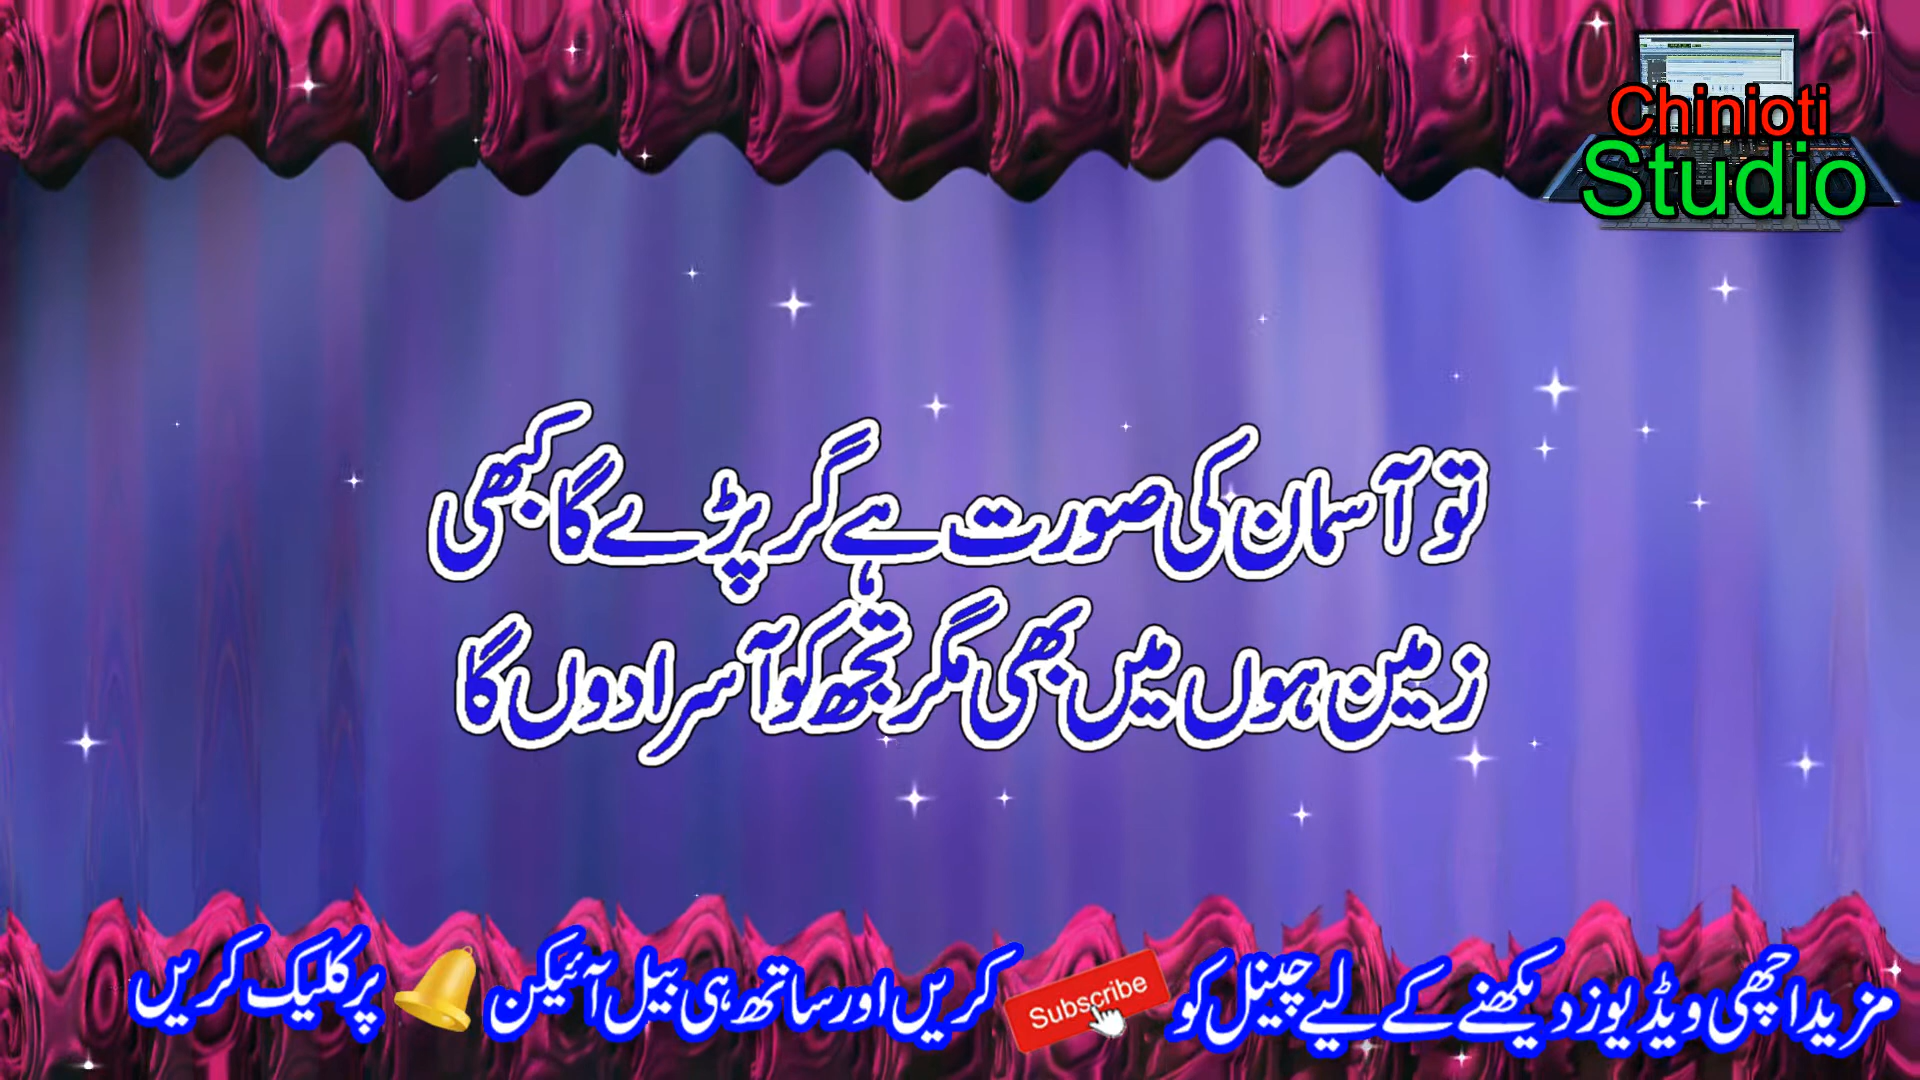 Chinioti
Studio
تو آسمان کی صورت ہے گر پڑے گا کبھی
زمین ہوں میں بھی مگر تجھ کو آسرا دوں گا
مزید اچھی ویڈیوز دیکھنے کے لیے چینل کو Subscribe کریں اور ساتھ ہی بیل آئیکن پر کلیک کریں